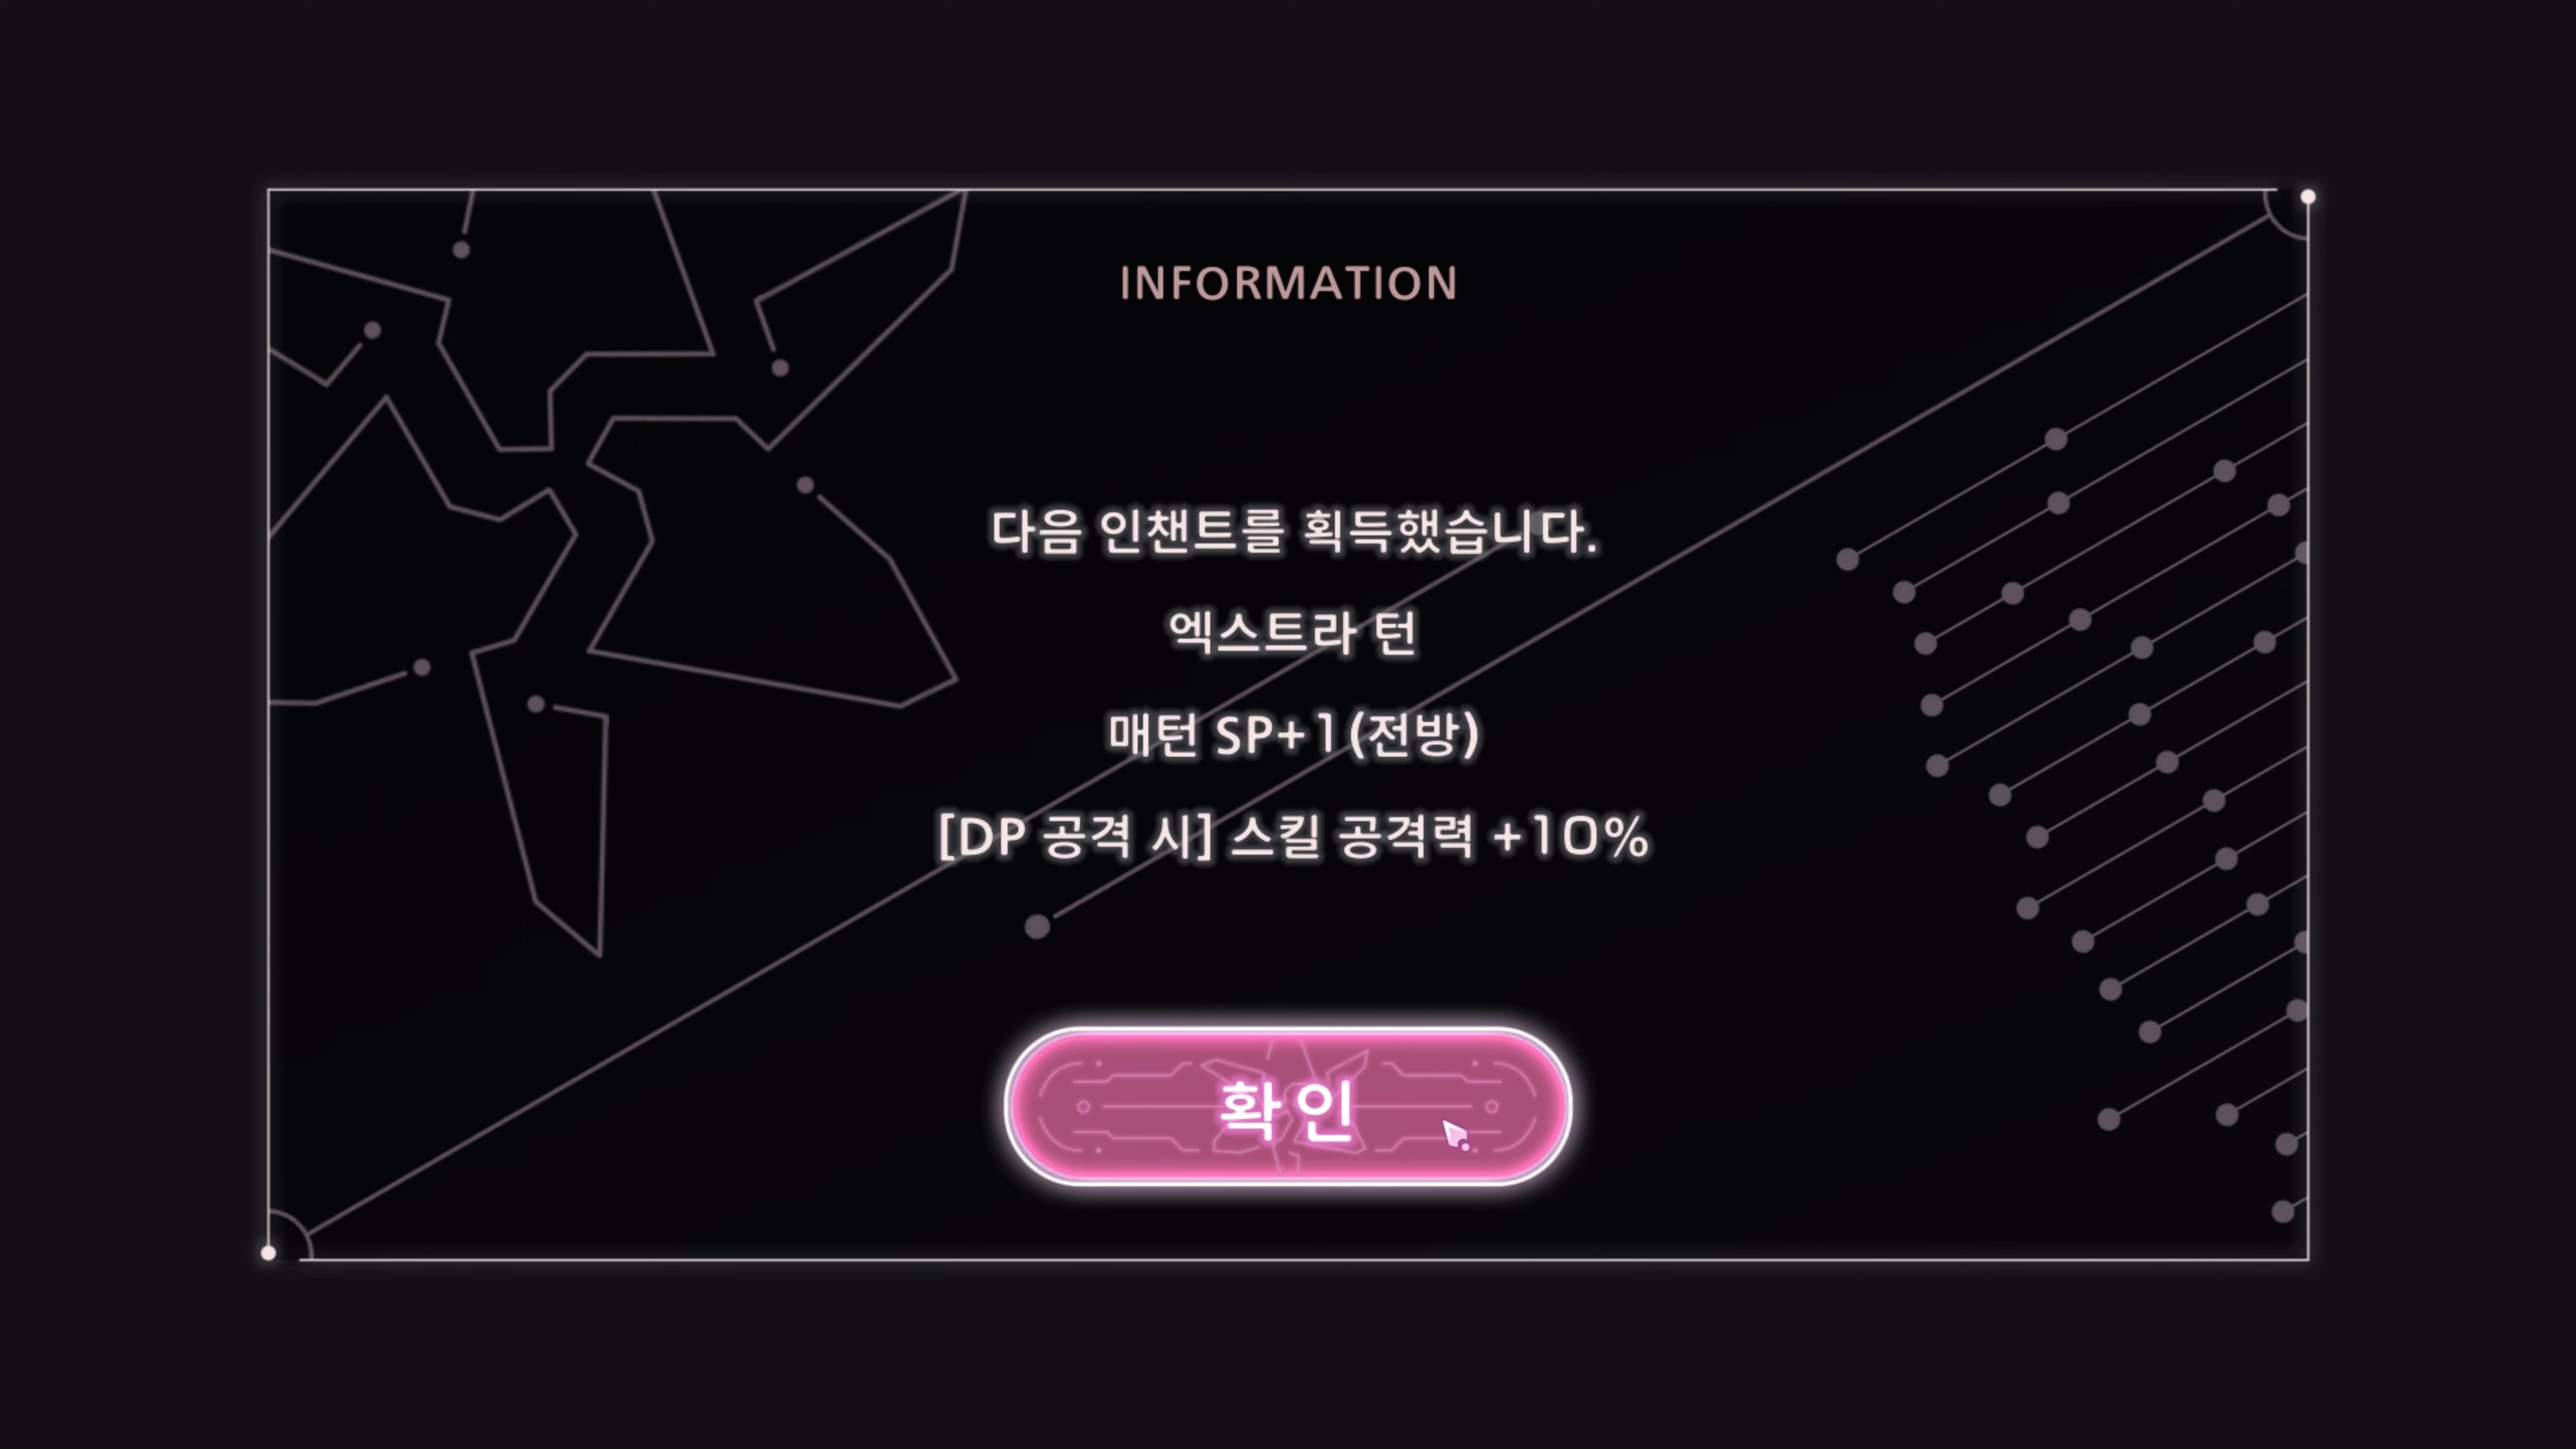 INFORMATION
다음 인챈트를 획득했습니다.
엑스트라 턴
매턴 SP+1(전방)
[DP 공격 시] 스킬 공격력 +10%
확인